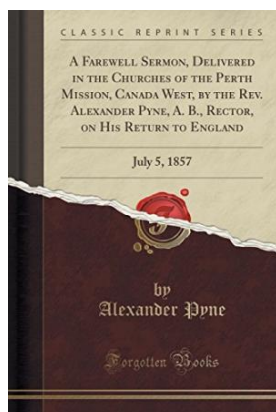 CLASSIC REPRINT SERIES
A FAREWELL SERMON, DELIVERED
IN THE CHURCHES OF THE PERTH
MISSION, CANADA WEST, BY THE REV.
ALEXANDER PYNE, A. B., RECTOR, ON
HIS RETURN TO ENGLAND
JULY 5, 1857
by
Alexander Pyne
Forgotten Books